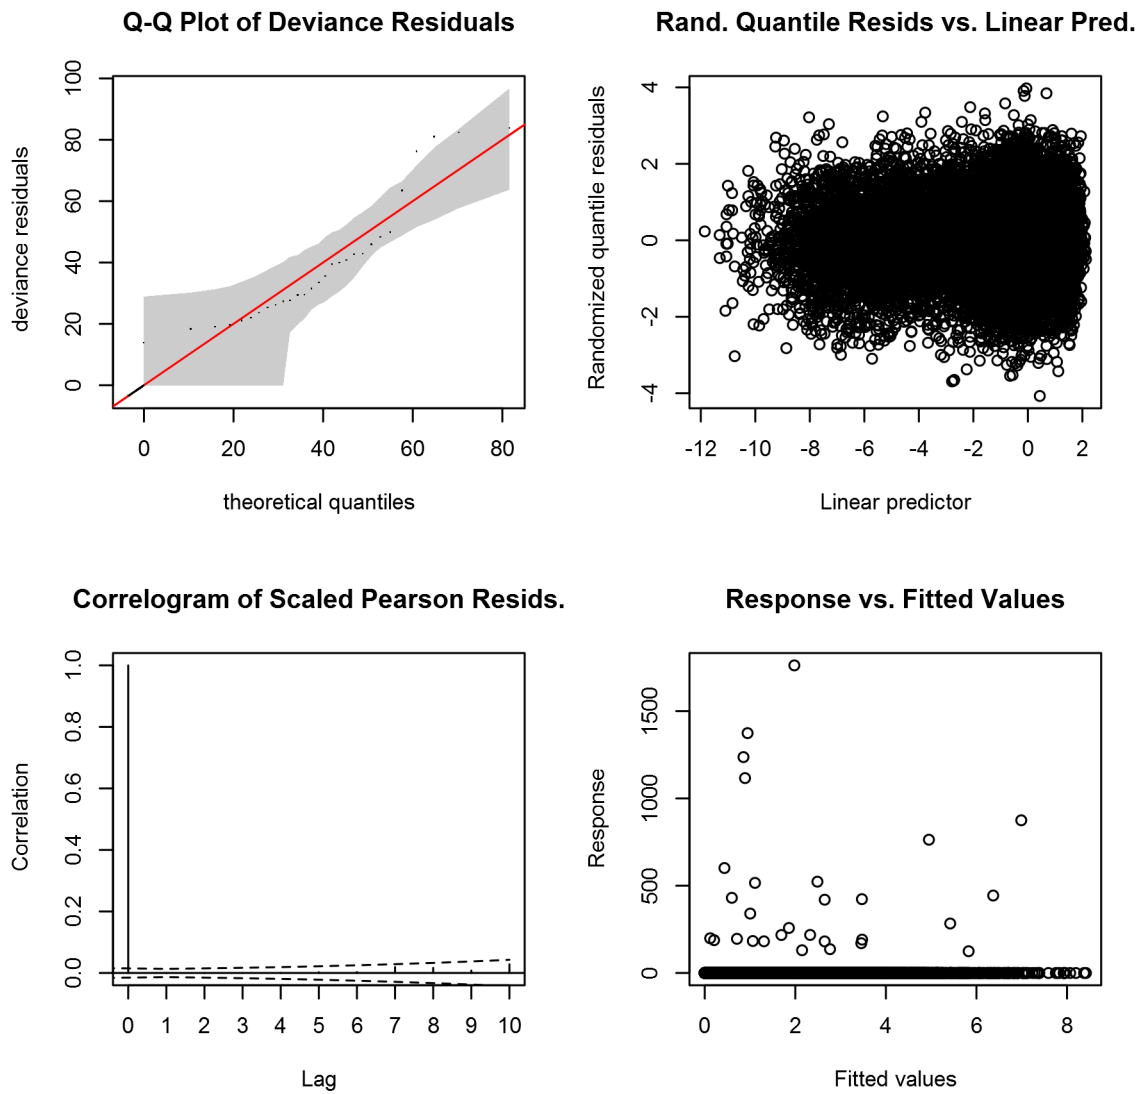 Q-Q Plot of Deviance Residuals
deviance residuals
100
80
60
40
20
0
0 20 40 60 80
theoretical quantiles
Rand. Quantile Resids vs. Linear Pred.
Randomized quantile residuals
4
2
0
-2
-4
-12 -10 -8 -6 -4 -2 0 2
Linear predictor
Correlogram of Scaled Pearson Resids.
Correlation
1.0
0.8
0.6
0.4
0.2
0.0
0 1 2 3 4 5 6 7 8 9 10
Lag
Response vs. Fitted Values
Response
1500
1000
500
0
0 2 4 6 8
Fitted values